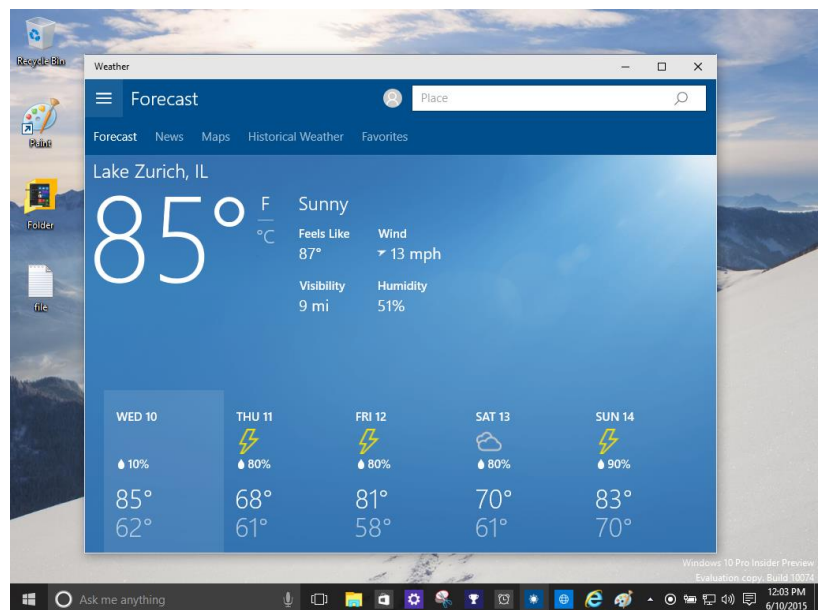 Recycle Bin
Paint
Folder
file
Weather
Forecast
Place
Forecast News Maps Historical Weather Favorites
Lake Zurich, IL
85° F
°C
Sunny
Feels Like Wind
87° 13 mph
Visibility Humidity
9 mi 51%
WED 10 THU 11 FRI 12 SAT 13 SUN 14
10% 80% 80% 80% 90%
85° 68° 81° 70° 83°
62° 61° 58° 61° 70°
Windows 10 Pro Insider Preview
Evaluation copy. Build 10074
Ask me anything
12:03 PM
6/10/2015